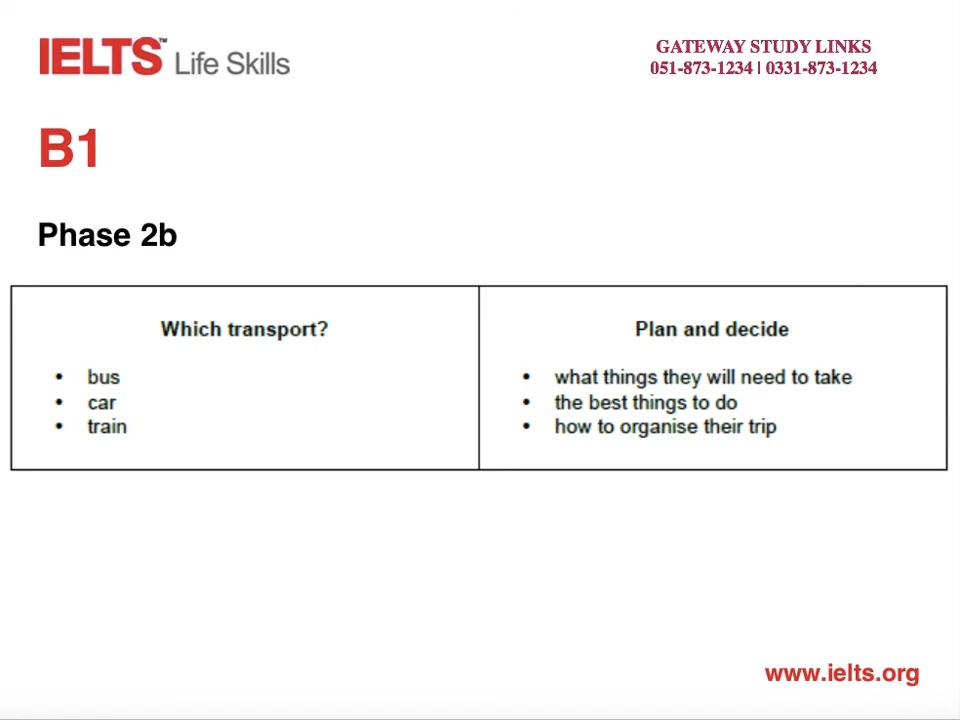 IELTS™ Life Skills
GATEWAY STUDY LINKS
051-873-1234 | 0331-873-1234
B1
Phase 2b
Which transport?
• bus
• car
• train
Plan and decide
• what things they will need to take
• the best things to do
• how to organise their trip
www.ielts.org